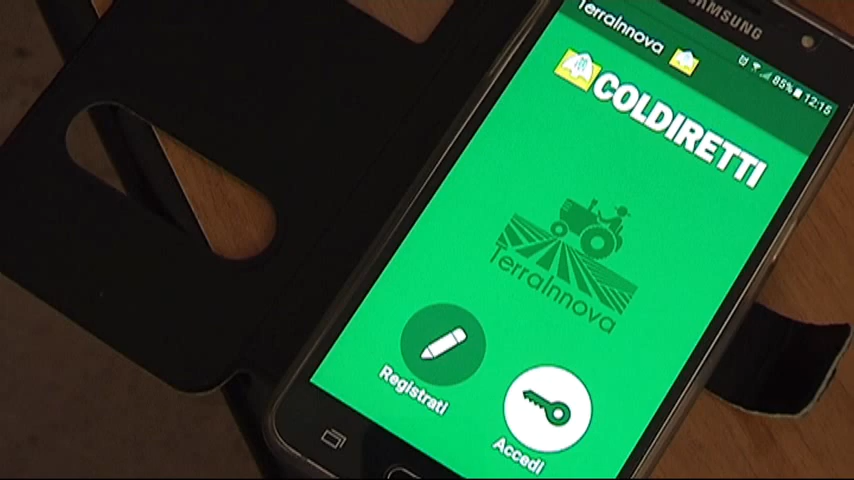 SAMSUNG
TerraInnova
85% 12:15
COLDIRETTI
TerraInnova
Registrati
Accedi